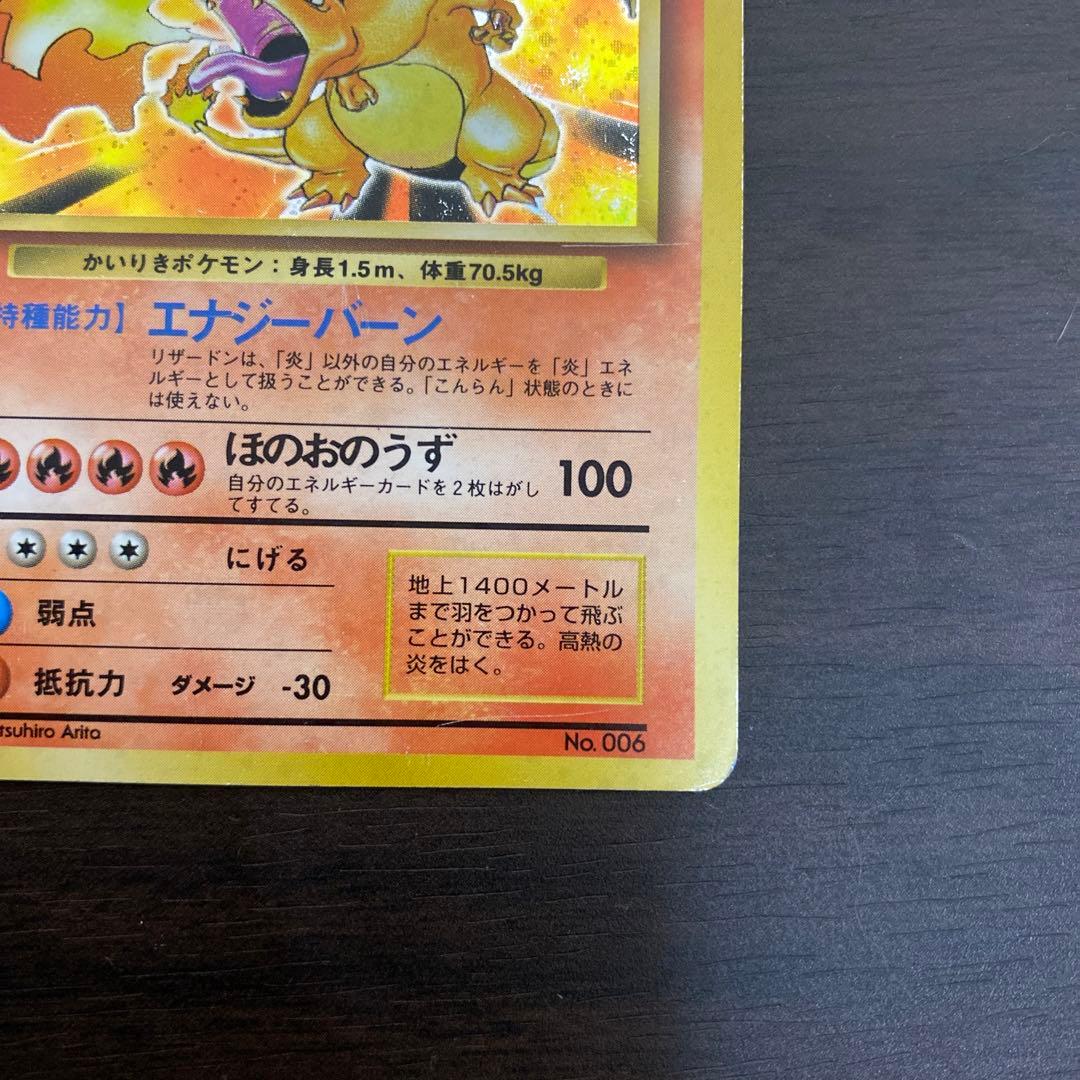 かいりきポケモン：身長1.5m、体重70.5kg
特種能力】エナジーバーン
リザードンは、「炎」以外の自分のエネルギーを「炎」エネ
ルギーとして扱うことができる。「こんらん」状態のときに
は使えない。
ほのおのうず 100
自分のエネルギーカードを2枚はがし
てすてる。
にげる
弱点
抵抗力 ダメージ -30
地上1400メートル
まで羽をつかって飛ぶ
ことができる。高熱の
炎をはく。
tsuhiro Arita
No. 006